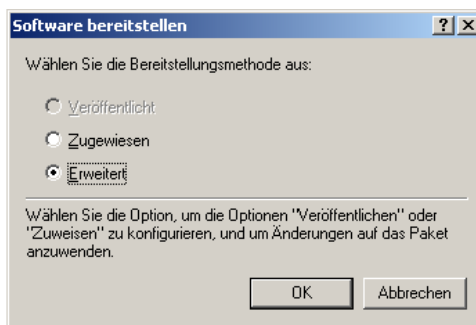 Software bereitstellen
Wählen Sie die Bereitstellungsmethode aus:
Veröffentlicht
Zugewiesen
Erweitert
Wählen Sie die Option, um die Optionen "Veröffentlichen" oder
"Zuweisen" zu konfigurieren, und um Änderungen auf das Paket
anzuwenden.
OK Abbrechen